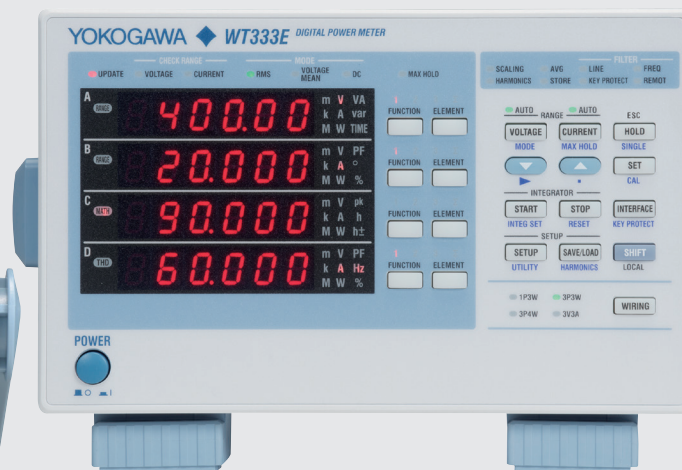 YOKOGAWA ◆ WT333E DIGITAL POWER METER
CHECK RANGE MODE
UPDATE VOLTAGE CURRENT RMS VOLTAGE MEAN DC MAX HOLD
FILTER
SCALING AVG LINE FREQ
HARMONICS STORE KEY PROTECT REMOT
A RANGE 400.00 m V VA
k A var
M W TIME
FUNCTION ELEMENT
B RANGE 20.000 m V PF
k A °
M W %
FUNCTION ELEMENT
C MATH 90.000 m V pk
k A h
M W h±
FUNCTION ELEMENT
D THD 60.000 m V PF
k A Hz
M W %
FUNCTION ELEMENT
AUTO RANGE AUTO ESC
VOLTAGE CURRENT HOLD
MODE MAX HOLD SINGLE
SET
CAL
INTEGRATOR
START STOP INTERFACE
INTEG SET RESET KEY PROTECT
SETUP
SETUP SAVE/LOAD SHIFT
UTILITY HARMONICS LOCAL
1P3W 3P3W
3P4W 3V3A
WIRING
POWER